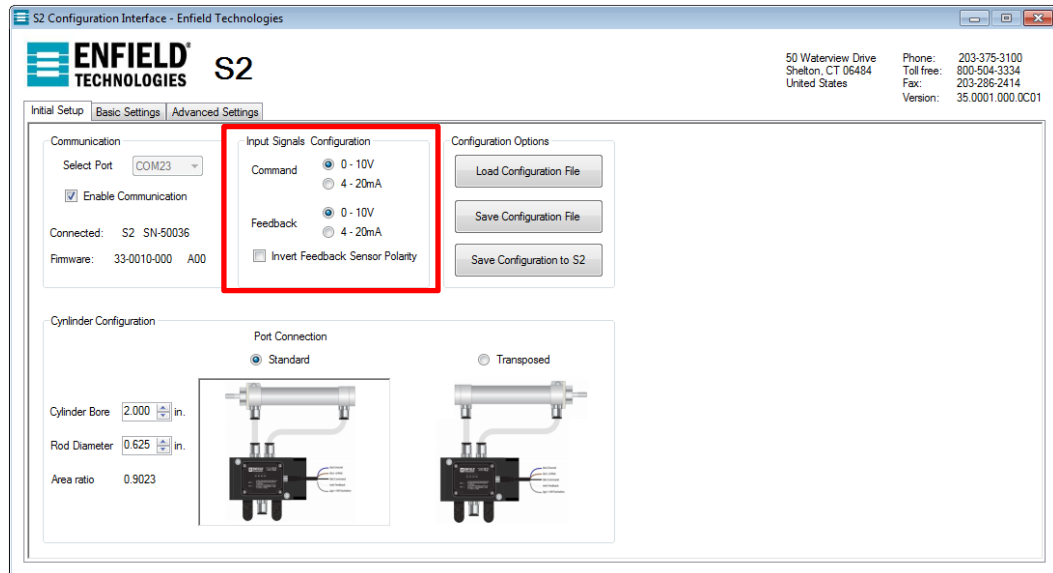 S2 Configuration Interface - Enfield Technologies
ENFIELD®
TECHNOLOGIES
S2
50 Waterview Drive
Shelton, CT 06484
United States
Phone: 203-375-3100
Toll free: 800-504-3334
Fax: 203-286-2414
Version: 35.0001.000.0C01
Initial Setup Basic Settings Advanced Settings
Communication
Select Port COM23
Enable Communication
Connected: S2 SN-50036
Firmware: 33-0010-000 A00
Input Signals Configuration
Command
0 - 10V
4 - 20mA
Feedback
0 - 10V
4 - 20mA
Invert Feedback Sensor Polarity
Configuration Options
Load Configuration File
Save Configuration File
Save Configuration to S2
Cynlinder Configuration
Port Connection
Standard
Transposed
Cylinder Bore 2.000 in.
Rod Diameter 0.625 in.
Area ratio 0.9023